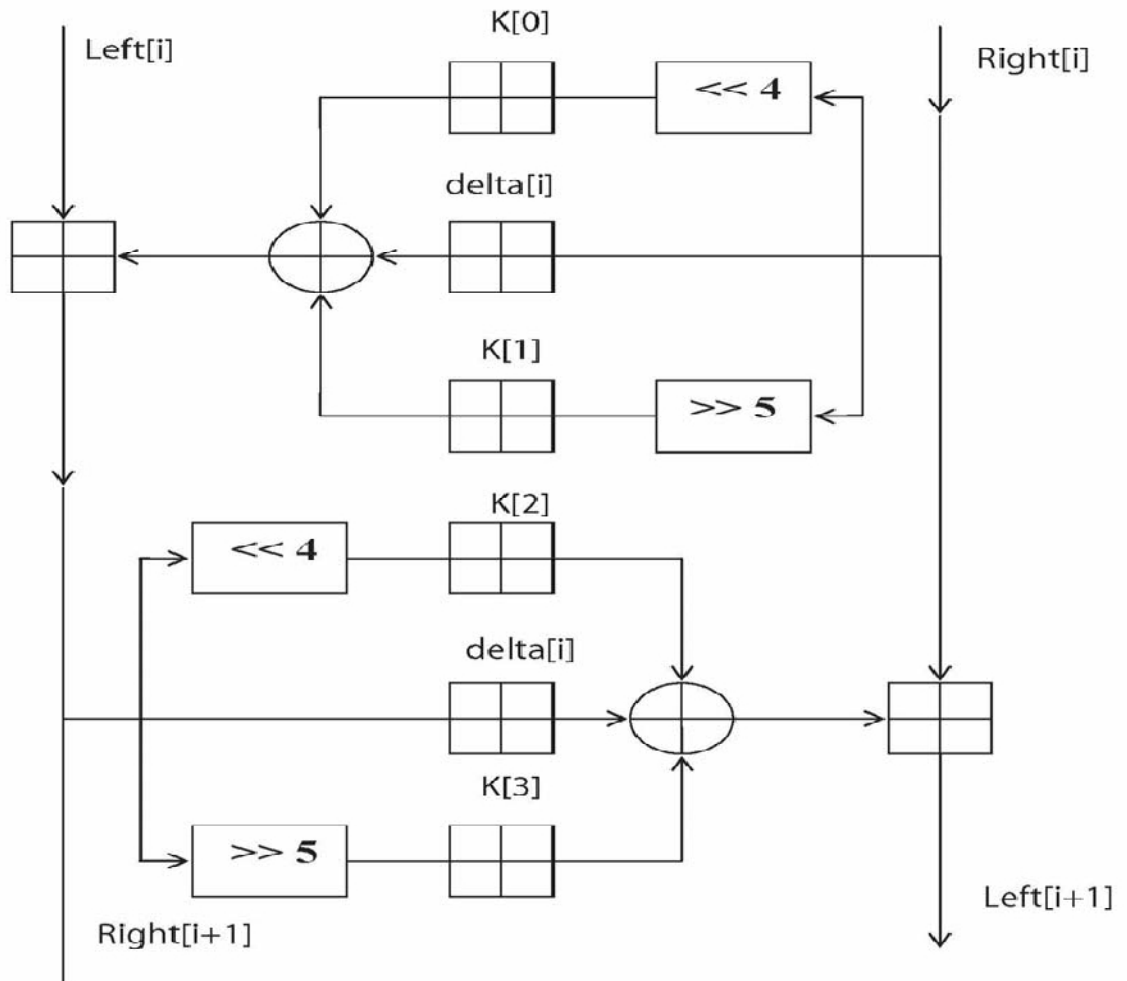 K[0]
Left[i]
Right[i]
<< 4
delta[i]
K[1]
>> 5
K[2]
<< 4
delta[i]
K[3]
>> 5
Left[i+1]
Right[i+1]